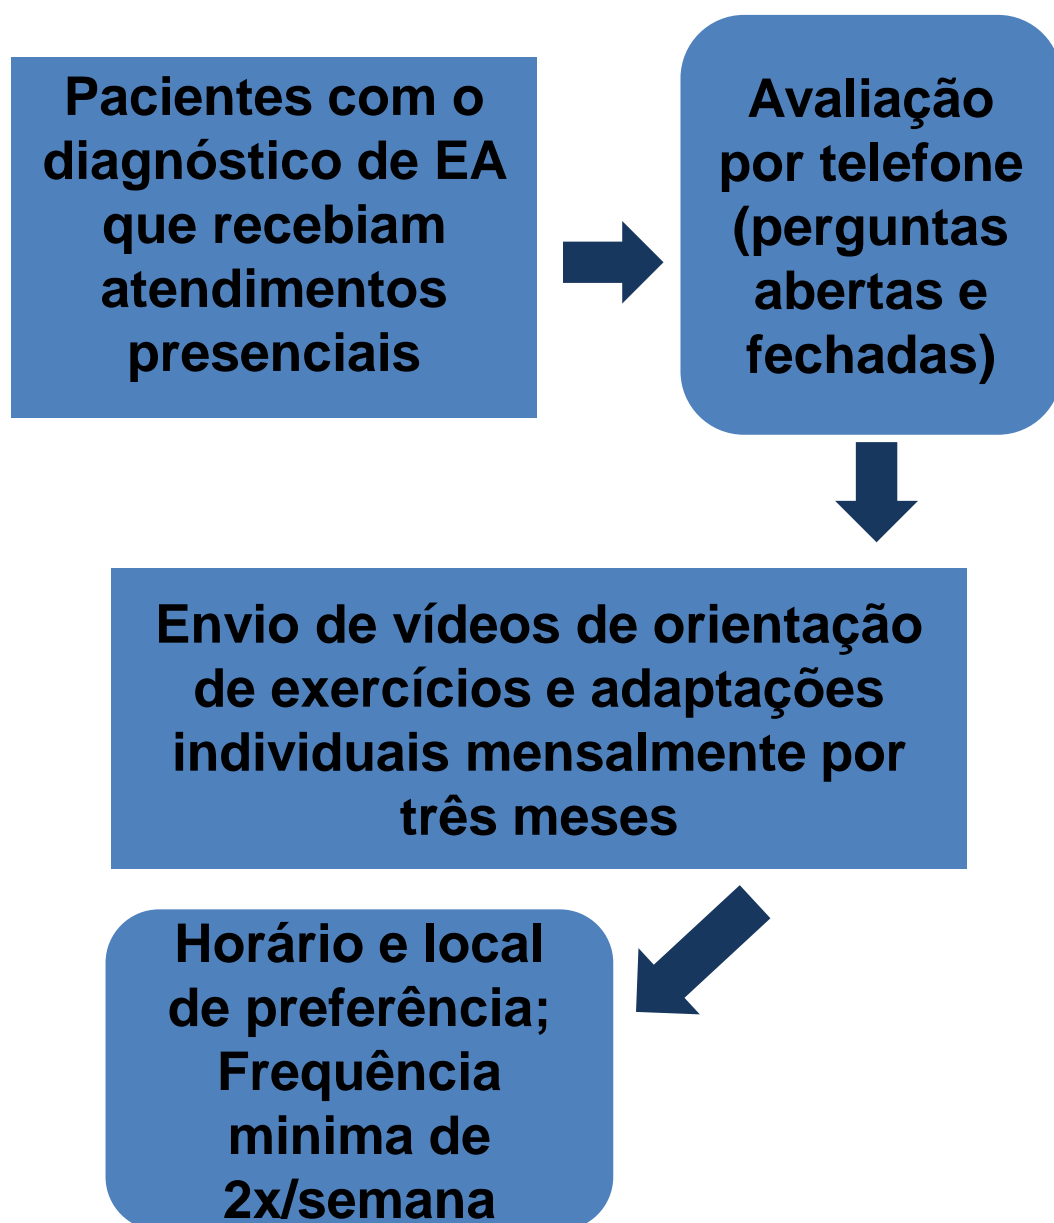 Pacientes com o
diagnóstico de EA
que recebiam
atendimentos
presenciais
Avaliação
por telefone
(perguntas
abertas e
fechadas)
Envio de vídeos de orientação
de exercícios e adaptações
individuais mensalmente por
três meses
Horário e local
de preferência;
Frequência
minima de
2x/semana